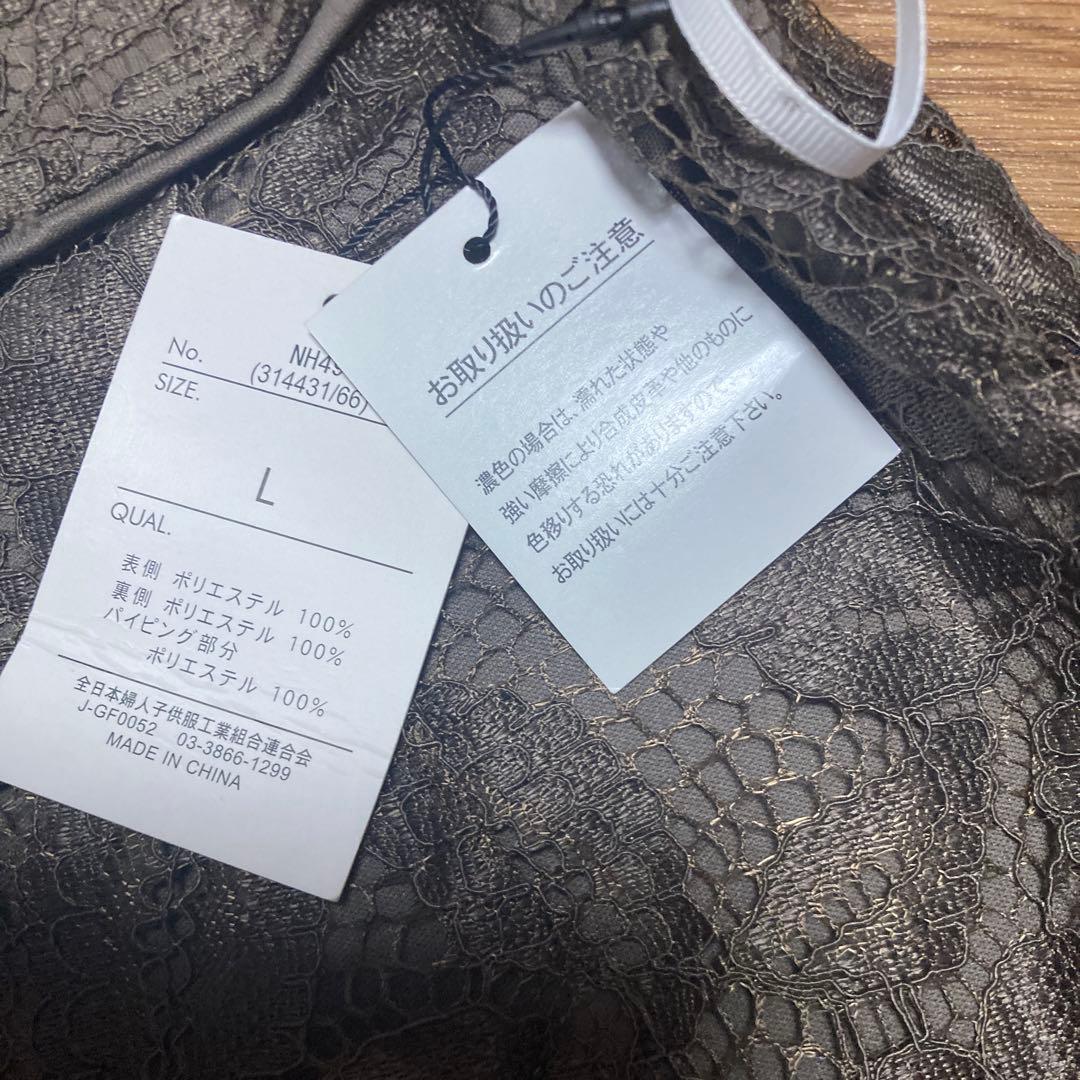 No. NH49
(314431/66)
SIZE.
L
QUAL.
表側 ポリエステル 100%
裏側 ポリエステル 100%
パイピング部分
ポリエステル 100%
全日本婦人子供服工業組合連合会
J-GF0052 03-3866-1299
MADE IN CHINA
お取り扱いのご注意
濃色の場合は、濡れた状態や
強い摩擦により合成皮革や他のものに
色移りする恐れがありますので、
お取り扱いには十分ご注意下さい。